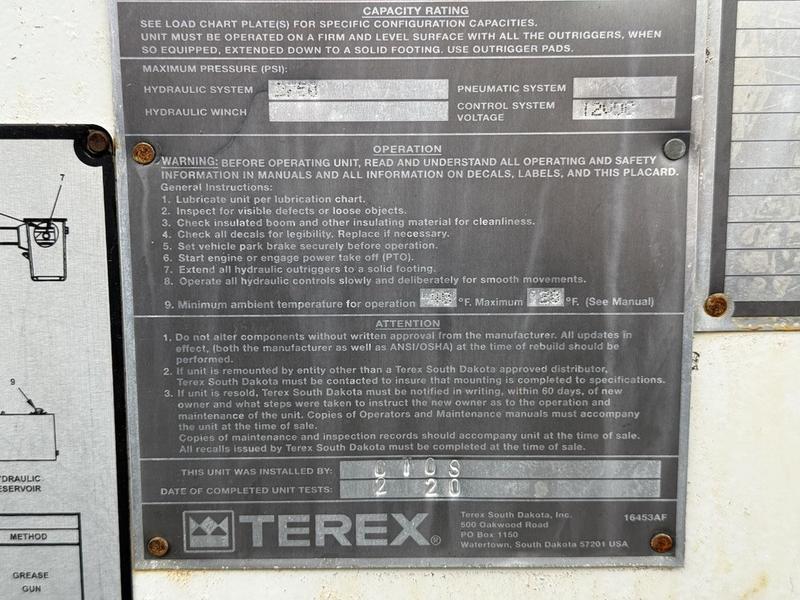 CAPACITY RATING
SEE LOAD CHART PLATE(S) FOR SPECIFIC CONFIGURATION CAPACITIES.
UNIT MUST BE OPERATED ON A FIRM AND LEVEL SURFACE WITH ALL THE OUTRIGGERS, WHEN
SO EQUIPPED, EXTENDED DOWN TO A SOLID FOOTING. USE OUTRIGGER PADS.
MAXIMUM PRESSURE (PSI):
HYDRAULIC SYSTEM PNEUMATIC SYSTEM
HYDRAULIC WINCH CONTROL SYSTEM 12VDC
VOLTAGE
OPERATION
WARNING: BEFORE OPERATING UNIT, READ AND UNDERSTAND ALL OPERATING AND SAFETY
INFORMATION IN MANUALS AND ALL INFORMATION ON DECALS, LABELS, AND THIS PLACARD.
General Instructions:
1. Lubricate unit per lubrication chart.
2. Inspect for visible defects or loose objects.
3. Check insulated boom and other insulating material for cleanliness.
4. Check all decals for legibility. Replace if necessary.
5. Set vehicle park brake securely before operation.
6. Start engine or engage power take off (PTO).
7. Extend all hydraulic outriggers to a solid footing.
8. Operate all hydraulic controls slowly and deliberately for smooth movements.
9. Minimum ambient temperature for operation °F. Maximum °F. (See Manual)
ATTENTION
1. Do not alter components without written approval from the manufacturer. All updates in
effect, (both the manufacturer as well as ANSI/OSHA) at the time of rebuild should be
performed.
2. If unit is remounted by entity other than a Terex South Dakota approved distributor,
Terex South Dakota must be contacted to insure that mounting is completed to specifications.
3. If unit is resold, Terex South Dakota must be notified in writing, within 60 days, of new
owner and what steps were taken to instruct the new owner as to the operation and
maintenance of the unit. Copies of Operators and Maintenance manuals must accompany
the unit at the time of sale.
Copies of maintenance and inspection records should accompany unit at the time of sale.
All recalls issued by Terex South Dakota must be completed at the time of sale.
THIS UNIT WAS INSTALLED BY:
DATE OF COMPLETED UNIT TESTS: 2 20
TEREX®
Terex South Dakota, Inc.
500 Oakwood Road
PO Box 1150
Watertown, South Dakota 57201 USA
16453AF
7
9
METHOD
GREASE
GUN